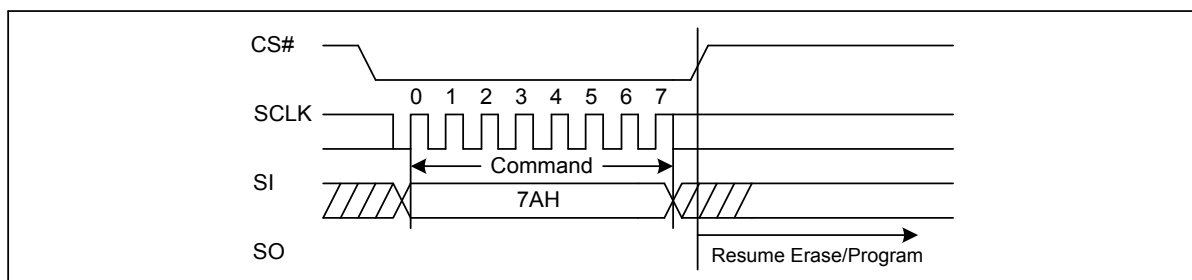 CS#
0 1 2 3 4 5 6 7
SCLK
Command
SI
7AH
SO
Resume Erase/Program